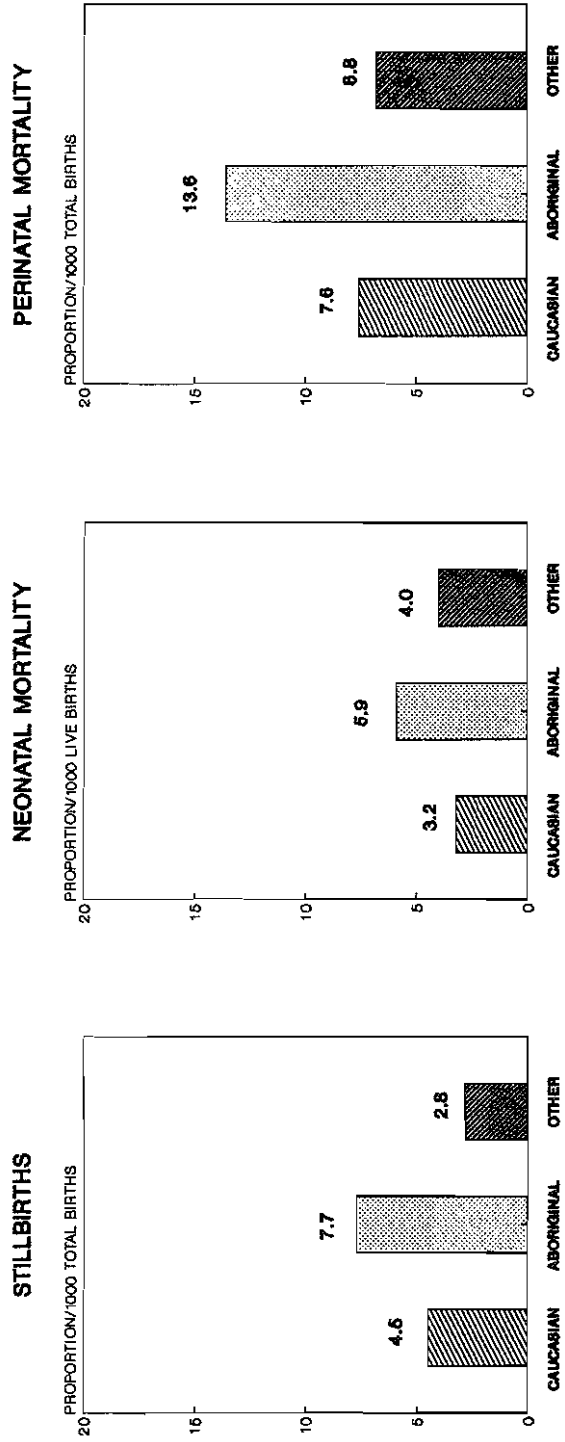 STILLBIRTHS
PROPORTION/1000 TOTAL BIRTHS
20
15
10
5
0
4.5
7.7
2.8
CAUCASIAN ABORIGINAL OTHER
NEONATAL MORTALITY
PROPORTION/1000 LIVE BIRTHS
20
15
10
5
0
3.2
5.9
4.0
CAUCASIAN ABORIGINAL OTHER
PERINATAL MORTALITY
PROPORTION/1000 TOTAL BIRTHS
20
15
10
5
0
7.6
13.6
6.8
CAUCASIAN ABORIGINAL OTHER